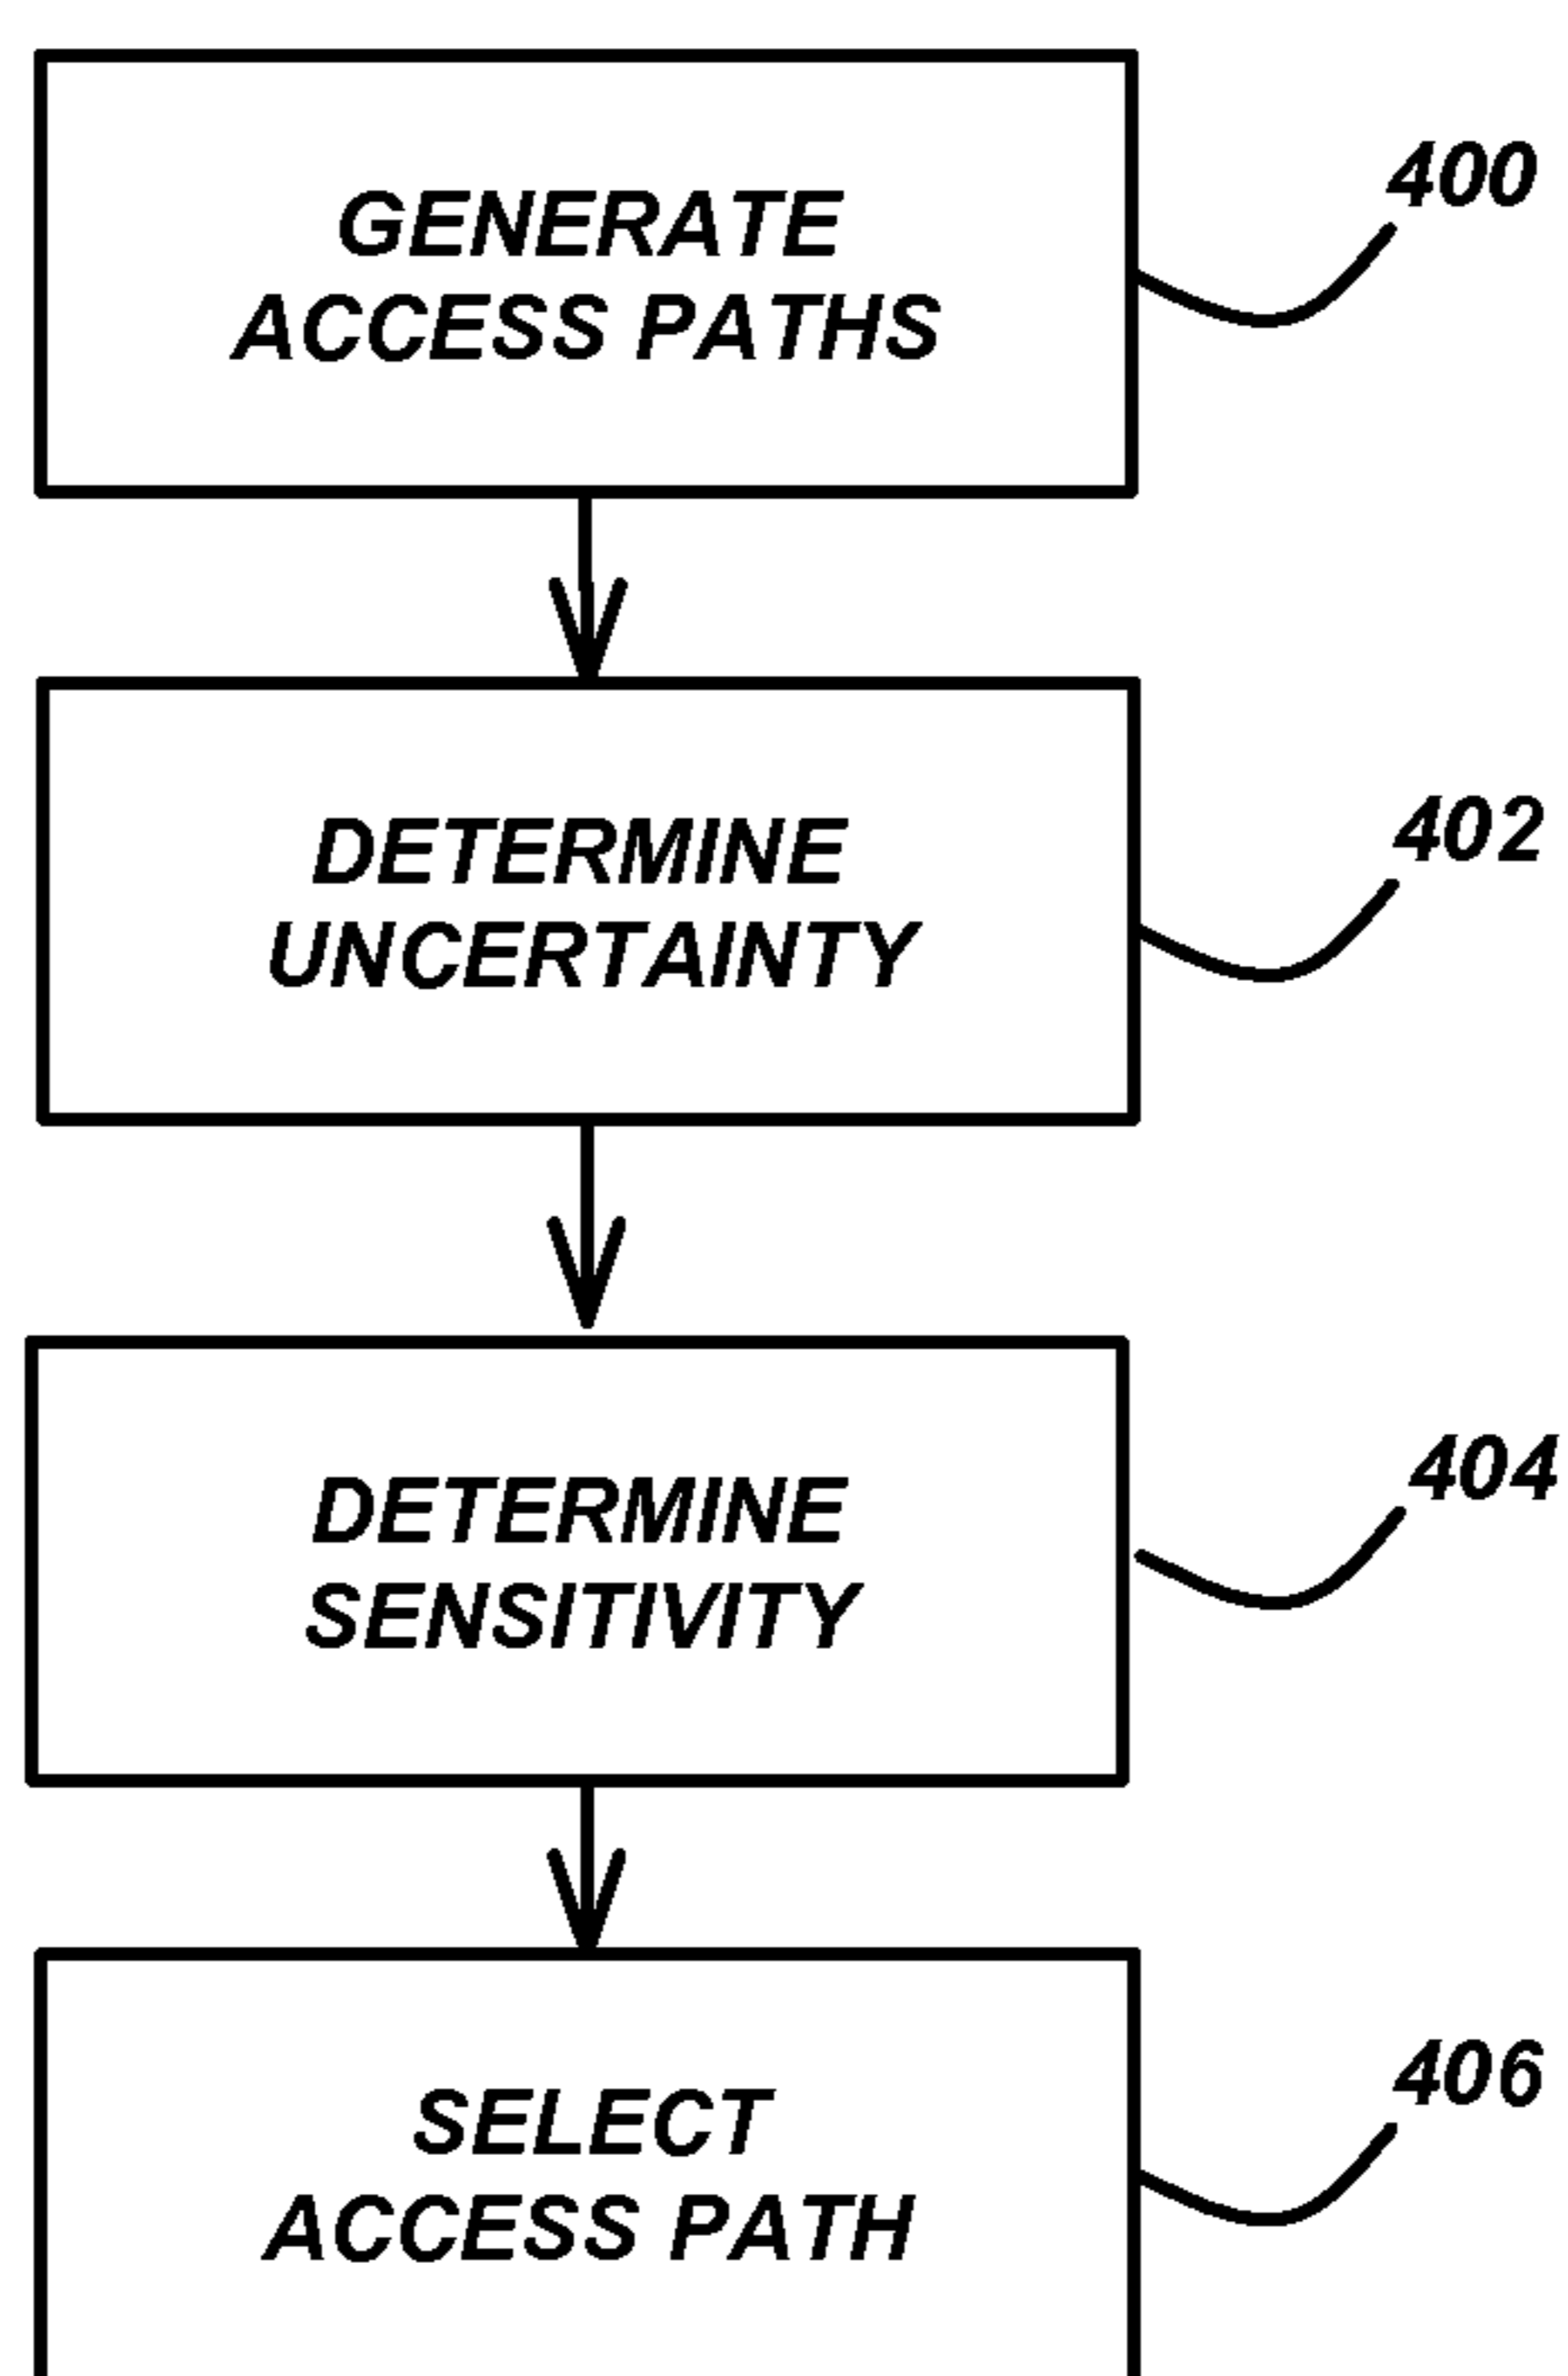 GENERATE
ACCESS PATHS
400
DETERMINE
UNCERTAINTY
402
DETERMINE
SENSITIVITY
404
SELECT
ACCESS PATH
406